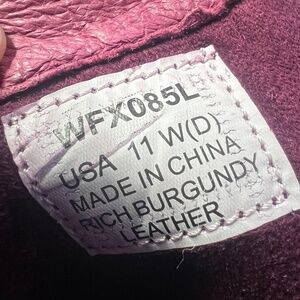 WFX085L
USA 11 W(D)
MADE IN CHINA
RICH BURGUNDY
LEATHER